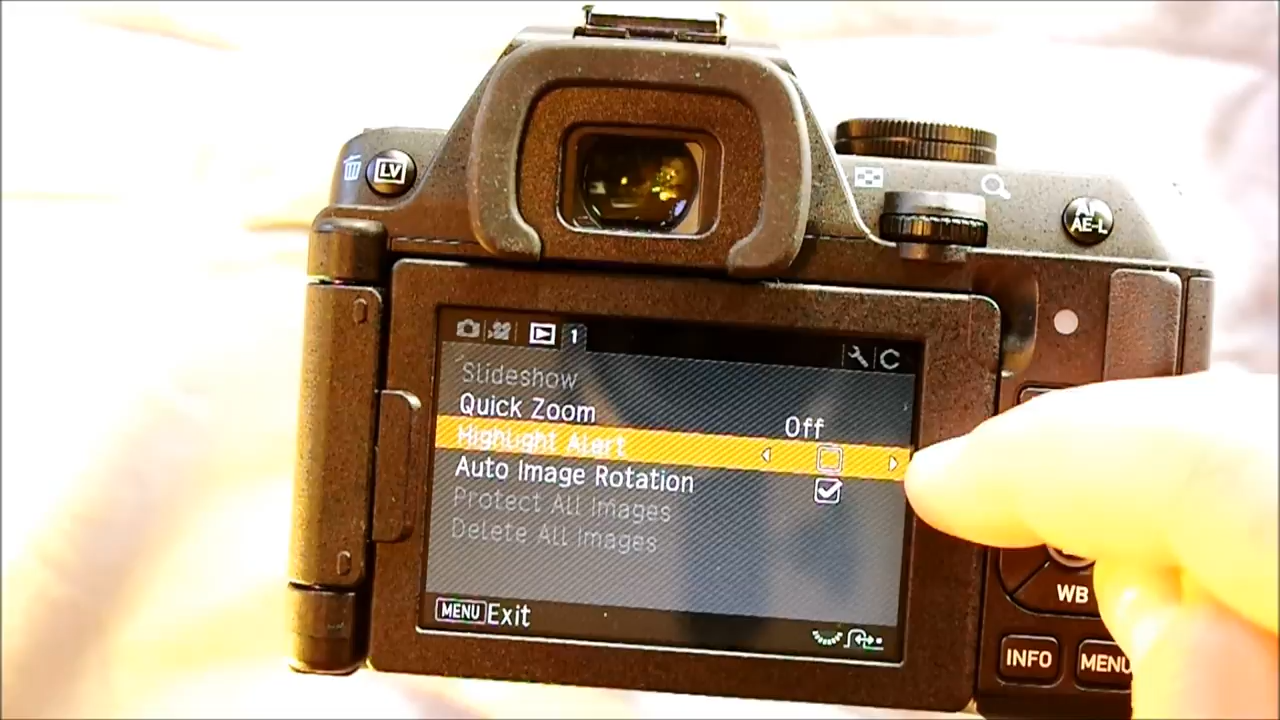 LV
AF
AE-L
1
Slideshow
Quick Zoom Off
Highlight Alert
Auto Image Rotation
Protect All Images
Delete All Images
MENU Exit
WB
INFO MENU